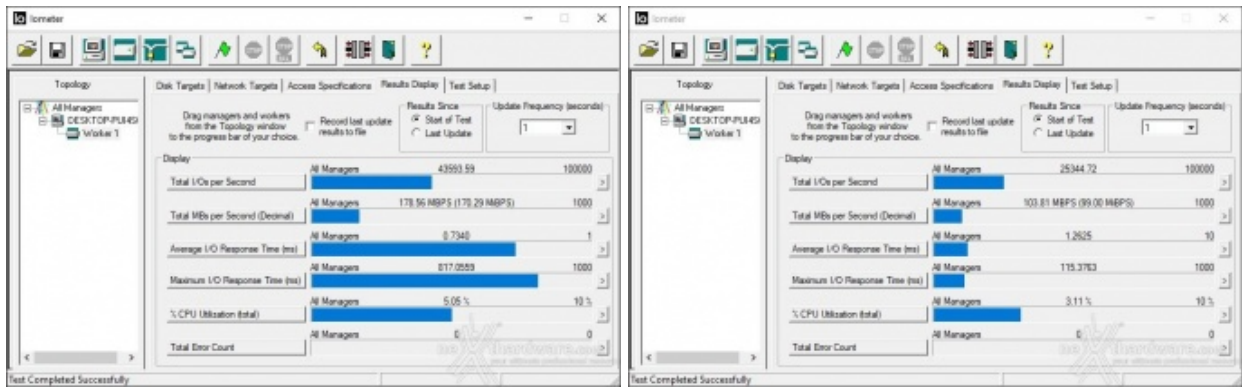 Iometer
Topology
All Managers
DESKTOP-PUI4S
Worker 1
Disk Targets | Network Targets | Access Specifications | Results Display | Test Setup
Drag managers and workers
from the Topology window
to the progress bar of your choice.
Record last update
results to file
Results Since
Start of Test
Last Update
Update Frequency (seconds)
1
Display
All Managers 43593.59 100000
Total I/Os per Second
All Managers 178.56 MBPS (170.29 MiBPS) 1000
Total MBs per Second (Decimal)
All Managers 0.7340 1
Average I/O Response Time (ms)
All Managers 817.0559 1000
Maximum I/O Response Time (ms)
All Managers 5.05 % 10 %
% CPU Utilization (total)
All Managers 0 0
Total Error Count
Test Completed Successfully
Iometer
Topology
All Managers
DESKTOP-PUI4S
Worker 1
Disk Targets | Network Targets | Access Specifications | Results Display | Test Setup
Drag managers and workers
from the Topology window
to the progress bar of your choice.
Record last update
results to file
Results Since
Start of Test
Last Update
Update Frequency (seconds)
1
Display
All Managers 25344.72 100000
Total I/Os per Second
All Managers 103.81 MBPS (99.00 MiBPS) 1000
Total MBs per Second (Decimal)
All Managers 1.2625 10
Average I/O Response Time (ms)
All Managers 115.3763 1000
Maximum I/O Response Time (ms)
All Managers 3.11 % 10 %
% CPU Utilization (total)
All Managers 0 0
Total Error Count
Test Completed Successfully